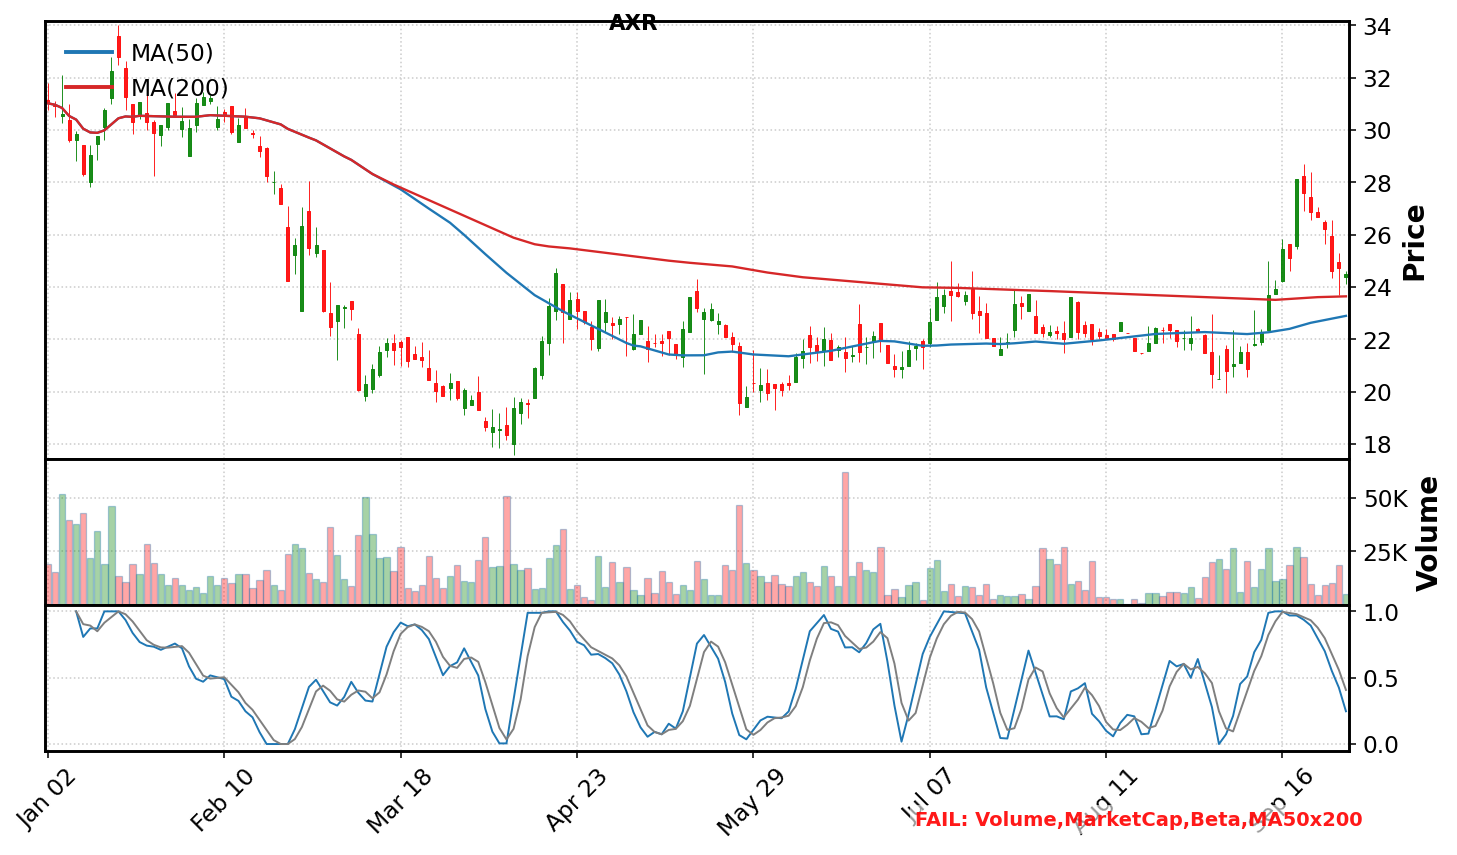 AXR
MA(50)
MA(200)
34
32
30
28
26
24
22
20
18
Price
50K
25K
Volume
1.0
0.5
0.0
Jan 02
Feb 10
Mar 18
Apr 23
May 29
Jul 07
Aug 11
Sep 16
FAIL: Volume,MarketCap,Beta,MA50x200